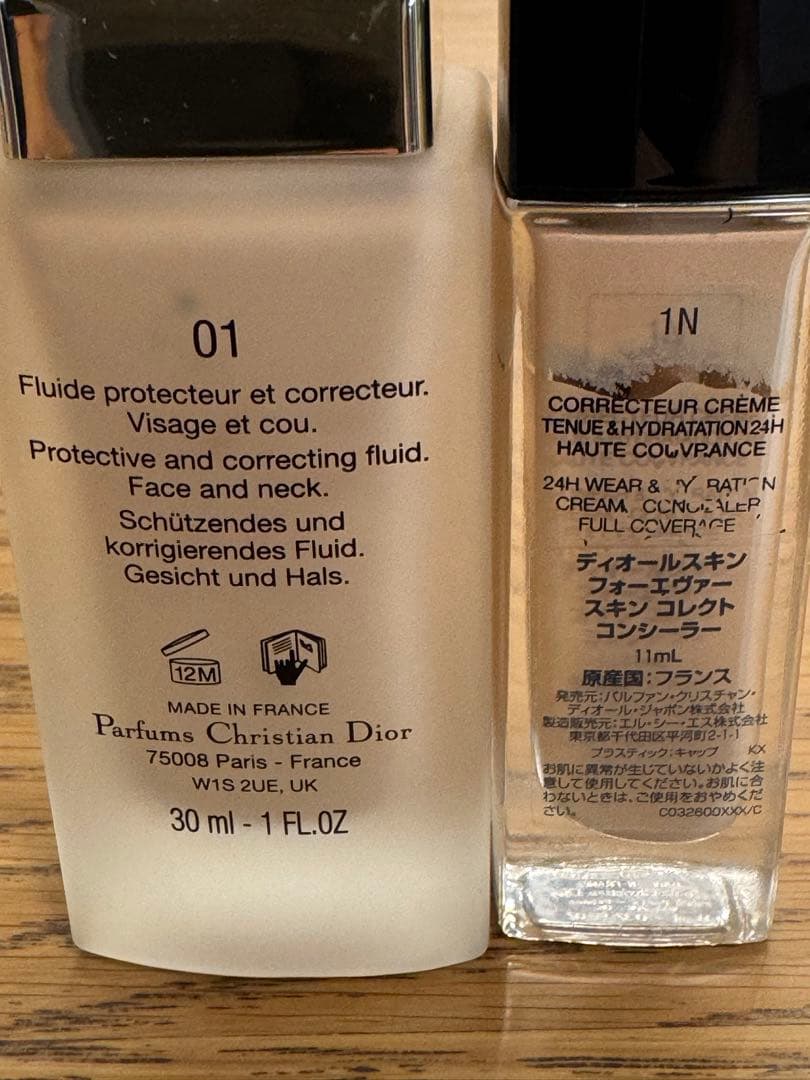 01
Fluide protecteur et correcteur.
Visage et cou.
Protective and correcting fluid.
Face and neck.
Schützendes und
korrigierendes Fluid.
Gesicht und Hals.
12M
MADE IN FRANCE
Parfums Christian Dior
75008 Paris - France
W1S 2UE, UK
30 ml - 1 FL.OZ
1N
CORRECTEUR CRÈME
TENUE & HYDRATATION 24H
HAUTE COUVRANCE
24H WEAR & HYDRATION
CREAM CONCEALER
FULL COVERAGE
ディオールスキン
フォーエヴァー
スキン コレクト
コンシーラー
11mL
原産国：フランス
発売元：パルファン・クリスチャン・
ディオール・ジャポン株式会社
製造販売元：エル・シー・エス株式会社
東京都千代田区平河町2-1-1
プラスティック：キャップ KX
お肌に異常が生じていないかよく注
意して使用してください。お肌に合
わないときは、ご使用をおやめくだ
さい。 C032600XXX/C